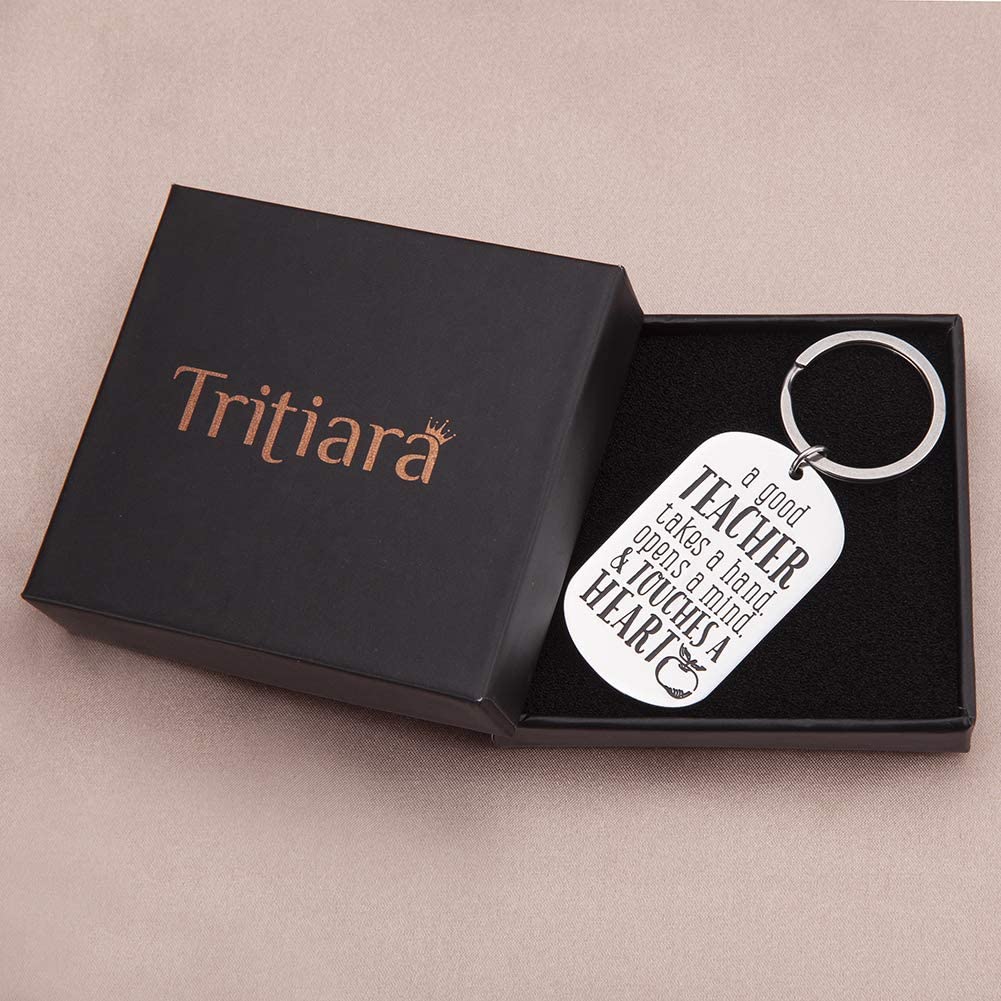 Tritiara
a good
TEACHER
takes a hand.
opens a mind.
& TOUCHES A
HEART